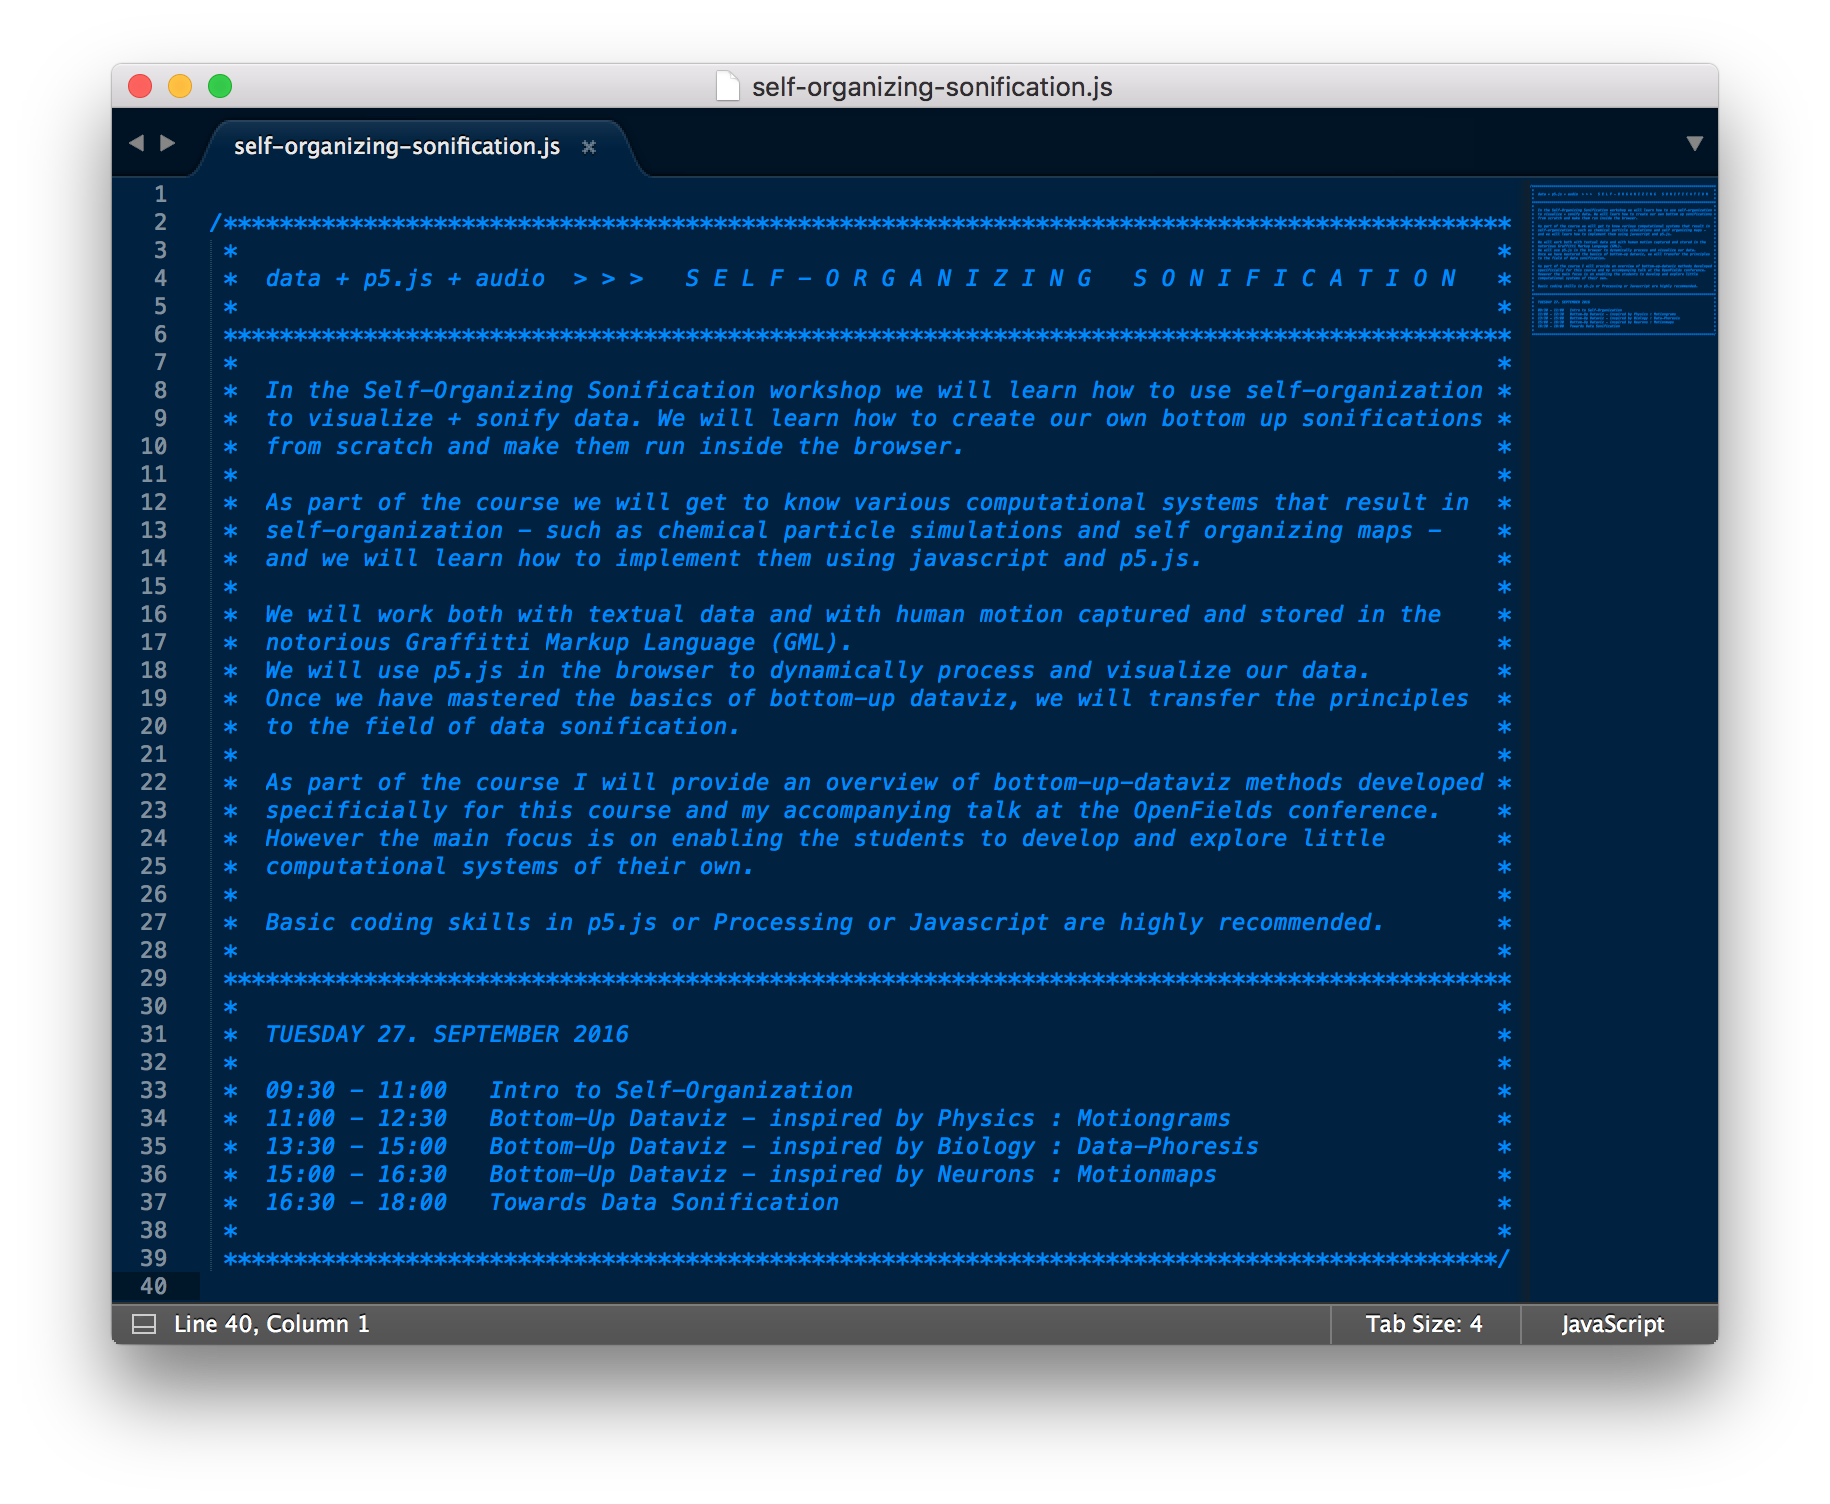 self-organizing-sonification.js
self-organizing-sonification.js ×
1
2 /********************************************************************************************
3 * *
4 * data + p5.js + audio > > > S E L F - O R G A N I Z I N G S O N I F I C A T I O N *
5 * *
6 ********************************************************************************************
7 * *
8 * In the Self-Organizing Sonification workshop we will learn how to use self-organization *
9 * to visualize + sonify data. We will learn how to create our own bottom up sonifications *
10 * from scratch and make them run inside the browser. *
11 * *
12 * As part of the course we will get to know various computational systems that result in *
13 * self-organization - such as chemical particle simulations and self organizing maps - *
14 * and we will learn how to implement them using javascript and p5.js. *
15 * *
16 * We will work both with textual data and with human motion captured and stored in the *
17 * notorious Graffitti Markup Language (GML). *
18 * We will use p5.js in the browser to dynamically process and visualize our data. *
19 * Once we have mastered the basics of bottom-up dataviz, we will transfer the principles *
20 * to the field of data sonification. *
21 * *
22 * As part of the course I will provide an overview of bottom-up-dataviz methods developed *
23 * specificially for this course and my accompanying talk at the OpenFields conference. *
24 * However the main focus is on enabling the students to develop and explore little *
25 * computational systems of their own. *
26 * *
27 * Basic coding skills in p5.js or Processing or Javascript are highly recommended. *
28 * *
29 ********************************************************************************************
30 * *
31 * TUESDAY 27. SEPTEMBER 2016 *
32 * *
33 * 09:30 - 11:00 Intro to Self-Organization *
34 * 11:00 - 12:30 Bottom-Up Dataviz - inspired by Physics : Motiongrams *
35 * 13:30 - 15:00 Bottom-Up Dataviz - inspired by Biology : Data-Phoresis *
36 * 15:00 - 16:30 Bottom-Up Dataviz - inspired by Neurons : Motionmaps *
37 * 16:30 - 18:00 Towards Data Sonification *
38 * *
39 *******************************************************************************************/
40
Line 40, Column 1 Tab Size: 4 JavaScript